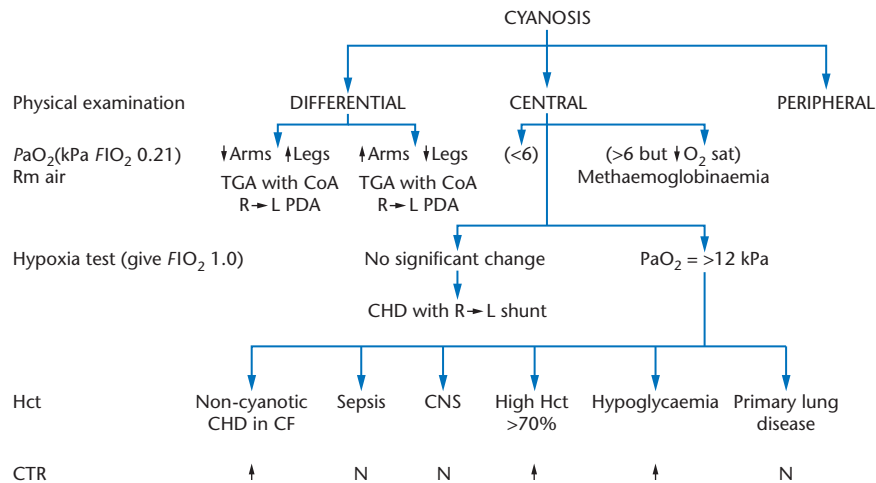 CYANOSIS
Physical examination DIFFERENTIAL CENTRAL PERIPHERAL
PaO₂(kPa FIO₂ 0.21) ↓Arms ↑Legs ↑Arms ↓Legs (<6) (>6 but ↓O₂ sat)
Rm air TGA with CoA TGA with CoA Methaemoglobinaemia
R→L PDA R→L PDA
Hypoxia test (give FIO₂ 1.0) No significant change PaO₂ = >12 kPa
CHD with R→L shunt
Hct Non-cyanotic Sepsis CNS High Hct Hypoglycaemia Primary lung
CHD in CF >70% disease
CTR ↑ N N ↑ ↑ N